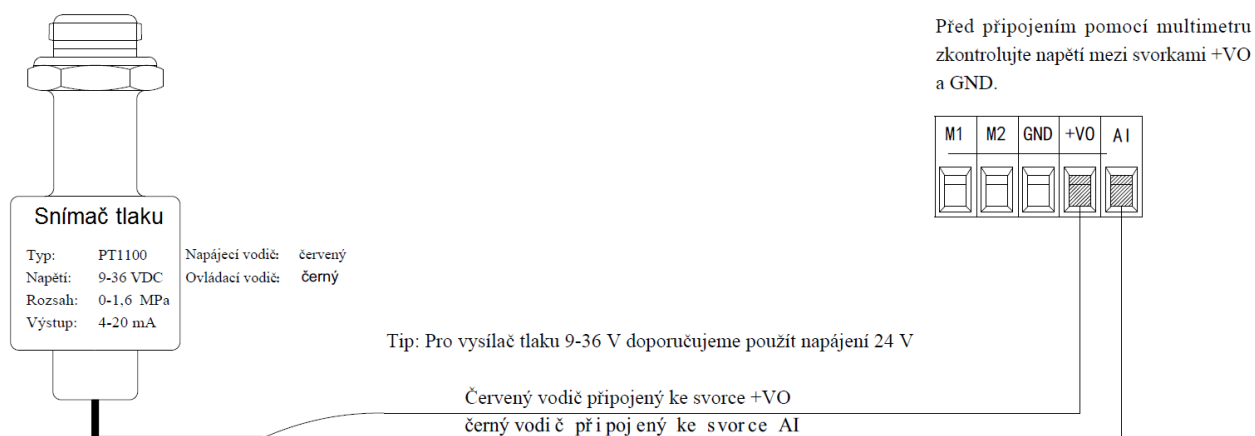 Před připojením pomocí multimetru
zkontrolujte napětí mezi svorkami +VO
a GND.
M1 M2 GND +VO AI
Snímač tlaku
Typ: PT1100 Napájecí vodič: červený
Napětí: 9-36 VDC Ovládací vodič: černý
Rozsah: 0-1,6 MPa
Výstup: 4-20 mA
Tip: Pro vysílač tlaku 9-36 V doporučujeme použít napájení 24 V
Červený vodič připojený ke svorce +VO
černý vodič připojený ke svorce AI